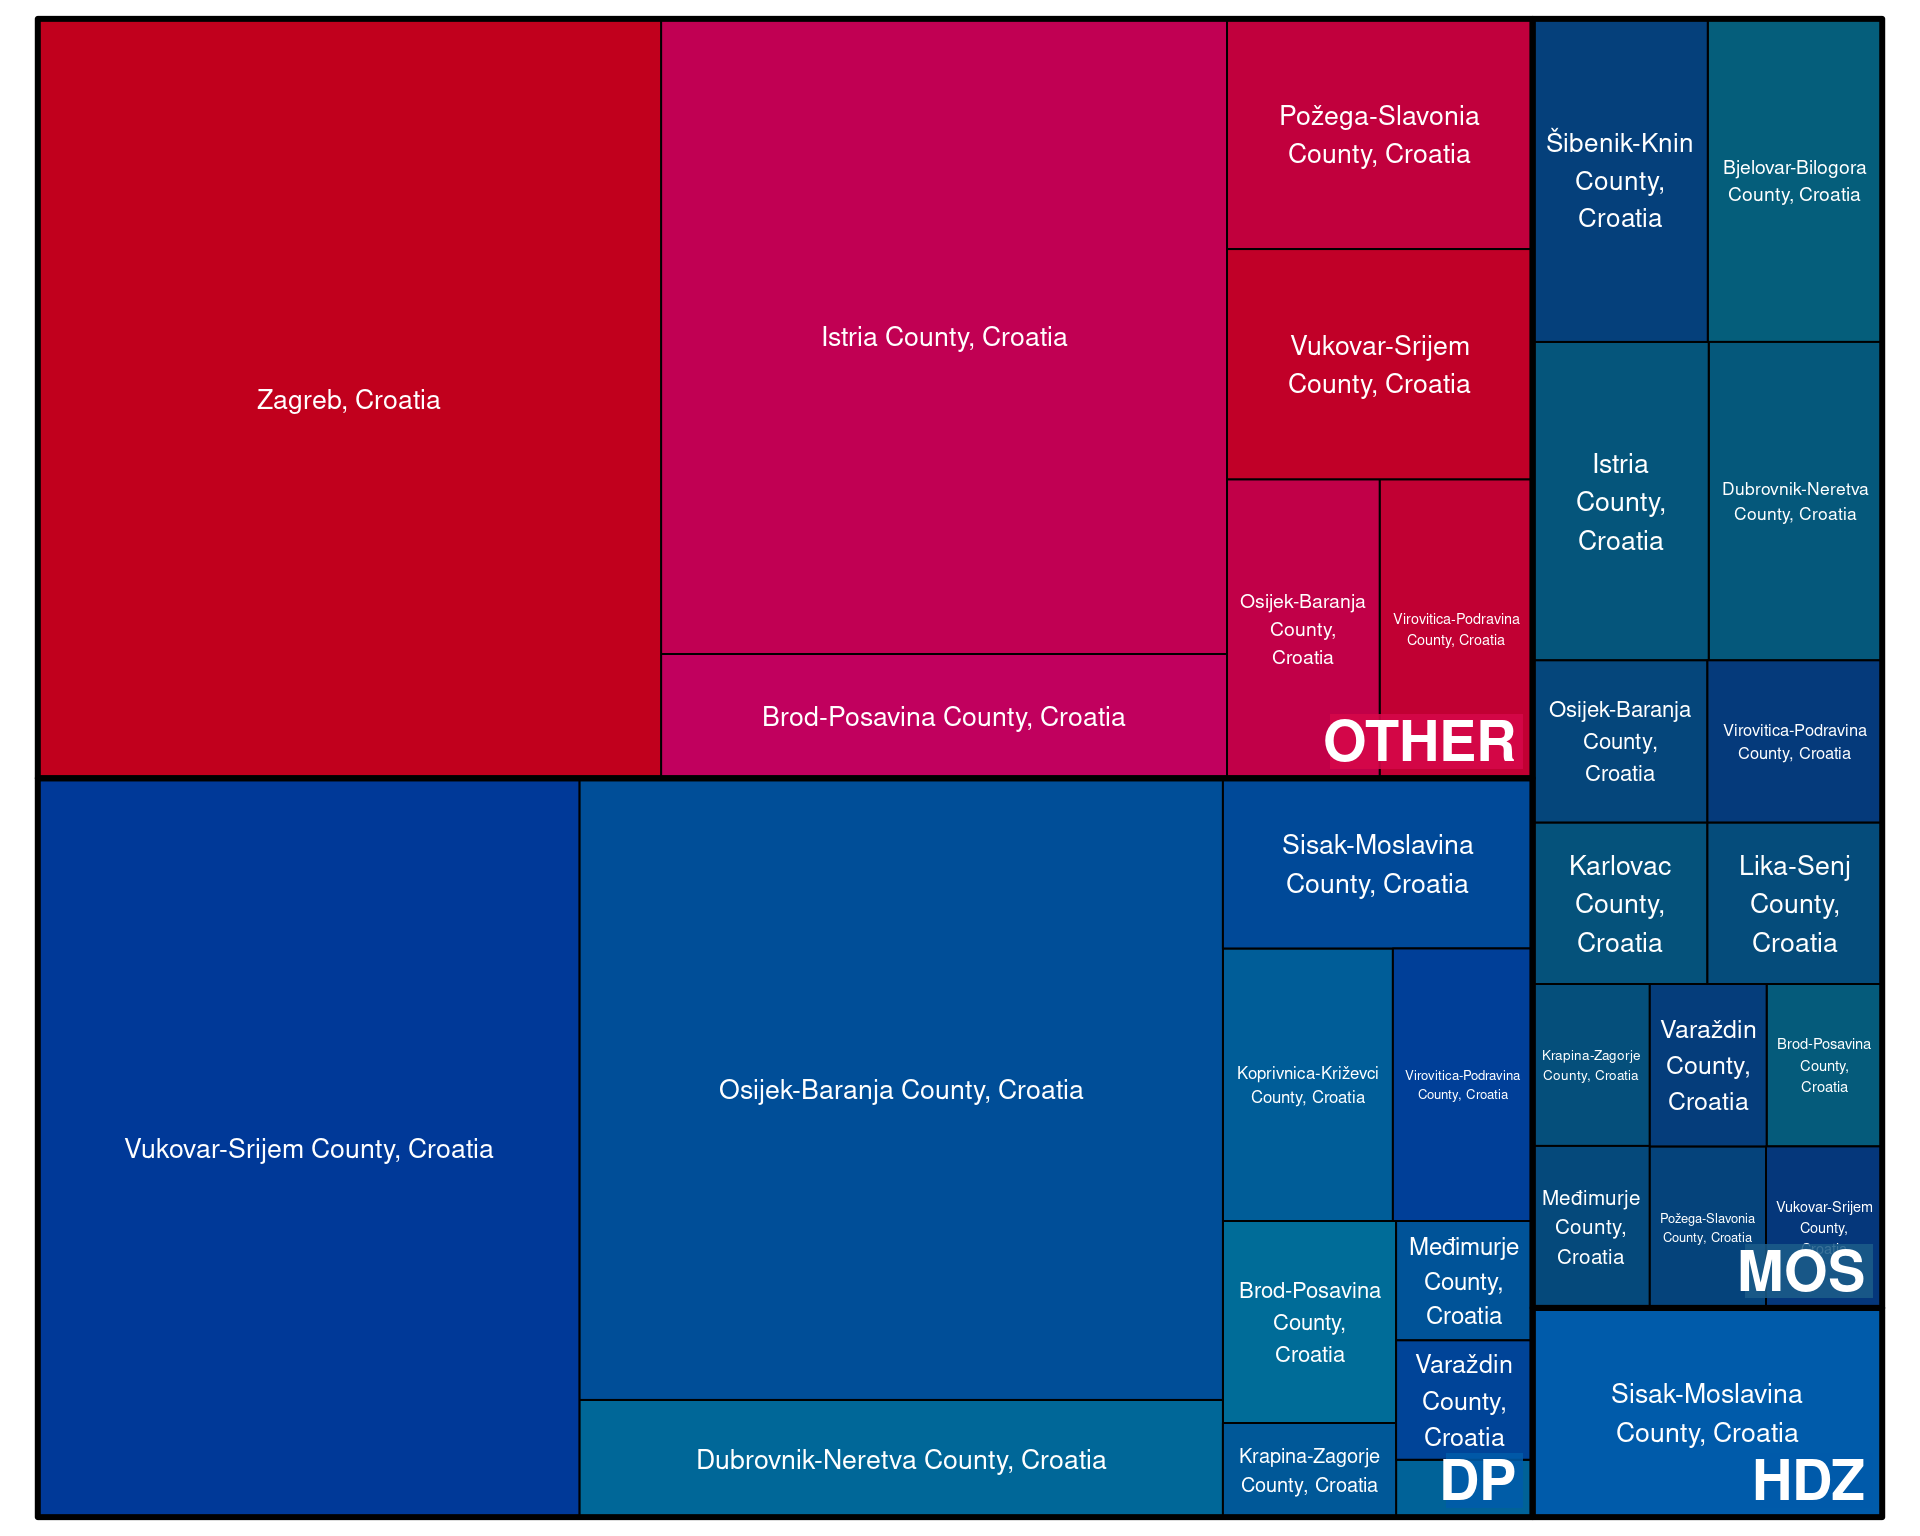 Zagreb, Croatia
Istria County, Croatia
Brod-Posavina County, Croatia
Požega-Slavonia
County, Croatia
Vukovar-Srijem
County, Croatia
Osijek-Baranja
County,
Croatia
Virovitica-Podravina
County, Croatia
OTHER
Vukovar-Srijem County, Croatia
Osijek-Baranja County, Croatia
Dubrovnik-Neretva County, Croatia
Sisak-Moslavina
County, Croatia
Koprivnica-Križevci
County, Croatia
Virovitica-Podravina
County, Croatia
Brod-Posavina
County,
Croatia
Međimurje
County,
Croatia
Varaždin
County,
Croatia
Krapina-Zagorje
County, Croatia
DP
Šibenik-Knin
County,
Croatia
Bjelovar-Bilogora
County, Croatia
Istria
County,
Croatia
Dubrovnik-Neretva
County, Croatia
Osijek-Baranja
County,
Croatia
Virovitica-Podravina
County, Croatia
Karlovac
County,
Croatia
Lika-Senj
County,
Croatia
Krapina-Zagorje
County, Croatia
Varaždin
County,
Croatia
Brod-Posavina
County,
Croatia
Međimurje
County,
Croatia
Požega-Slavonia
County, Croatia
Vukovar-Srijem
County,
MOS
Sisak-Moslavina
County, Croatia
HDZ